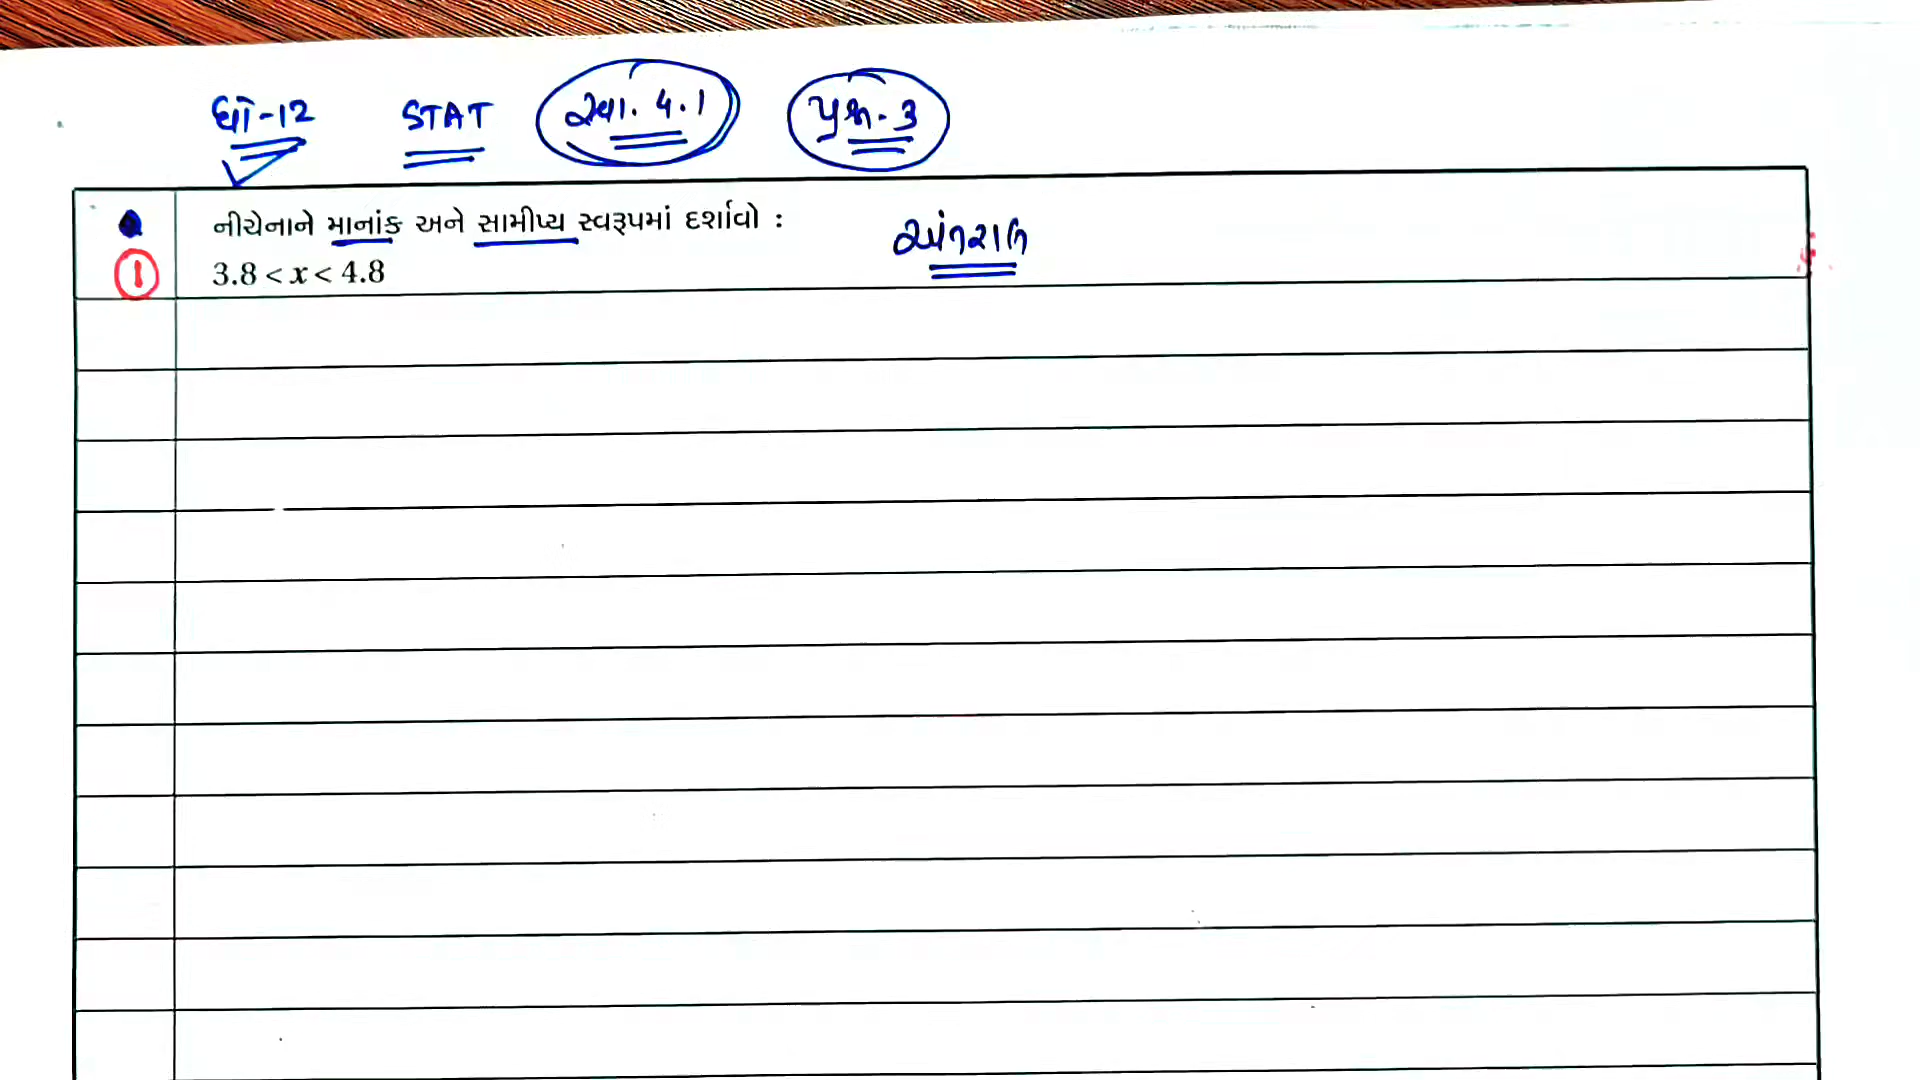 ધો-12 STAT સ્વા. 4.1 પ્રશ્ન-3
નીચેનાને માનાંક અને સામીપ્ય સ્વરૂપમાં દર્શાવો : અંતરાલ
1 3.8 < x < 4.8